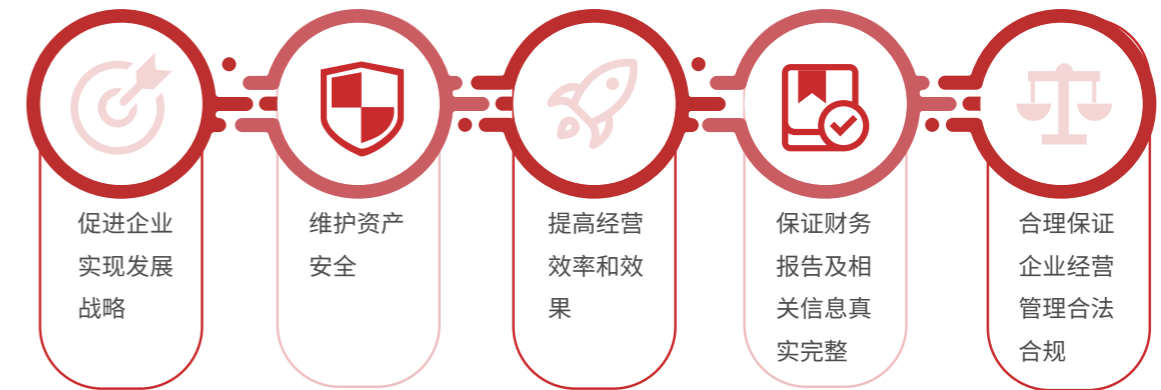 促进企业
实现发展
战略
维护资产
安全
提高经营
效率和效
果
保证财务
报告及相
关信息真
实完整
合理保证
企业经营
管理合法
合规